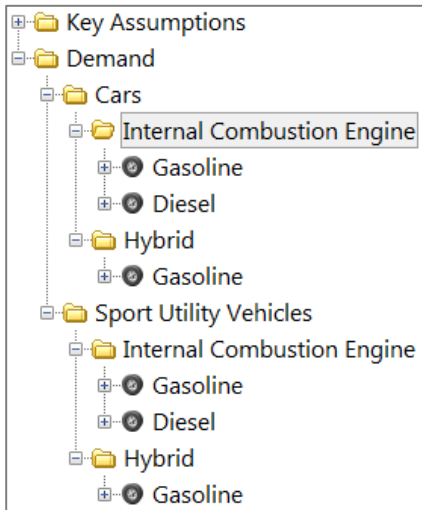 Key Assumptions
Demand
Cars
Internal Combustion Engine
Gasoline
Diesel
Hybrid
Gasoline
Sport Utility Vehicles
Internal Combustion Engine
Gasoline
Diesel
Hybrid
Gasoline